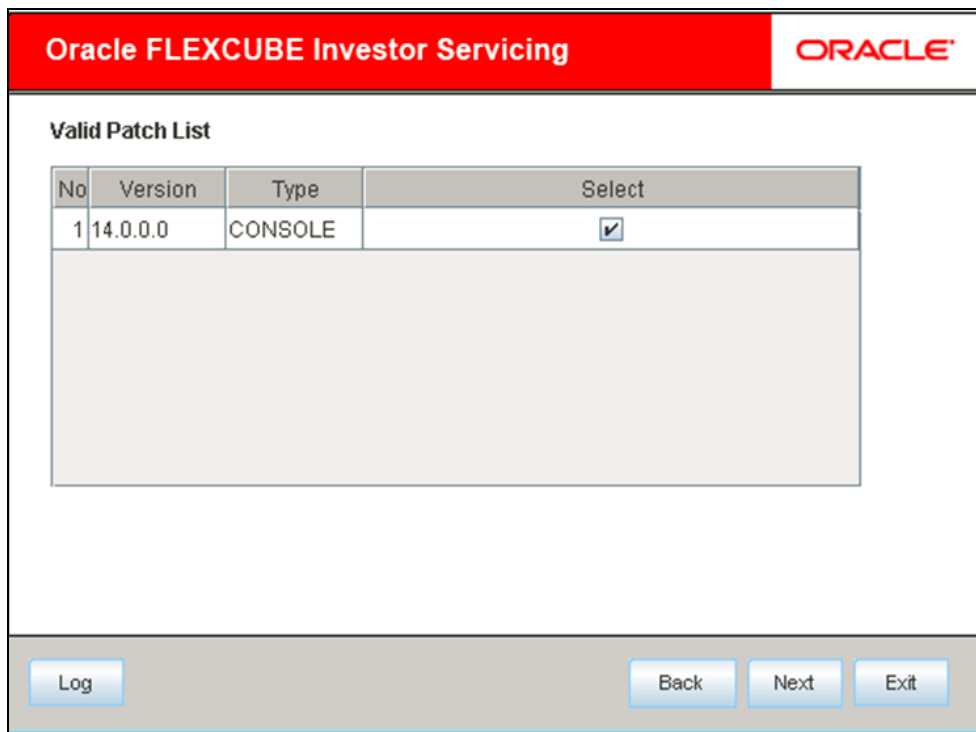 Oracle FLEXCUBE Investor Servicing ORACLE
Valid Patch List
No Version Type Select
1 14.0.0.0 CONSOLE
Log Back Next Exit